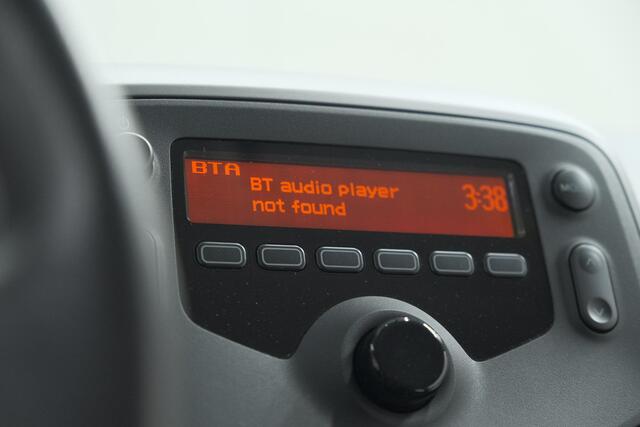 BTA
BT audio player 3:38
not found